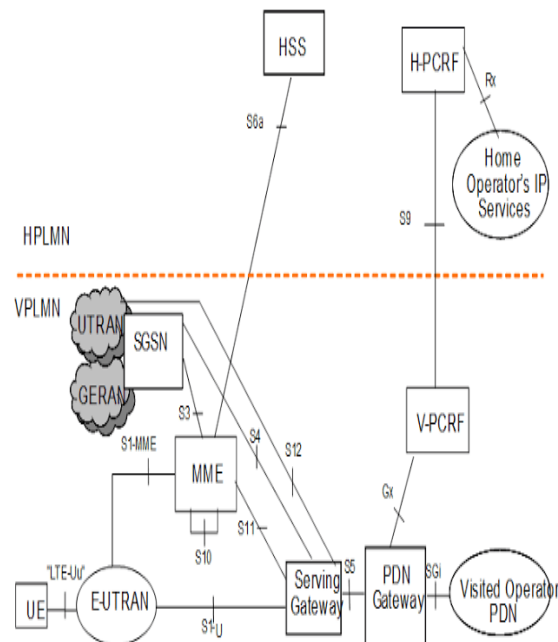 HSS
H-PCRF
Rx
S6a
Home
Operator's IP
Services
S9
HPLMN
VPLMN
UTRAN
SGSN
GERAN
S3
S4
S12
V-PCRF
S1-MME
MME
Gx
S11
S10
"LTE-Uu"
S5
SGi
UE
E-UTRAN
Serving
Gateway
PDN
Gateway
Visited Operator
PDN
S1-U